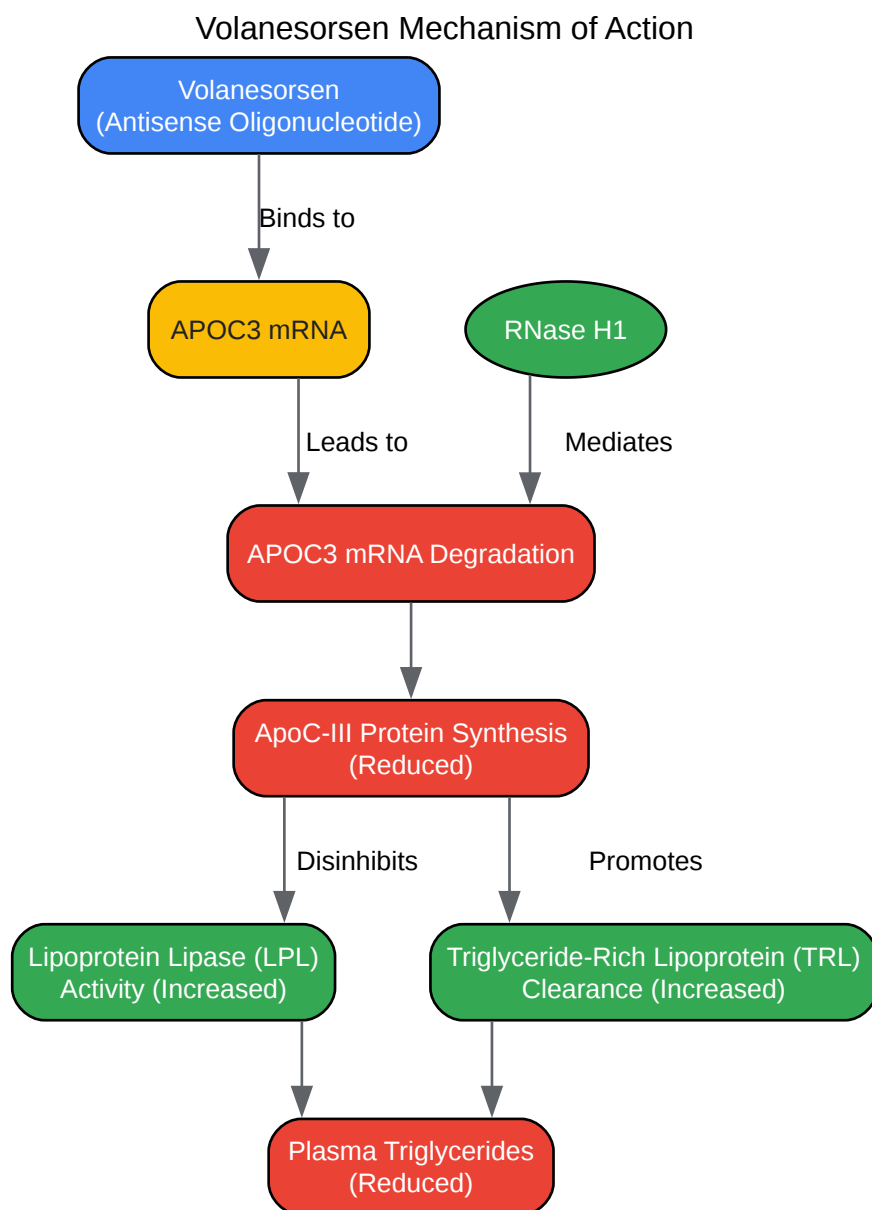 Volanesorsen Mechanism of Action
Volanesorsen
(Antisense Oligonucleotide)
Binds to
APOC3 mRNA
RNase H1
Leads to
Mediates
APOC3 mRNA Degradation
ApoC-III Protein Synthesis
(Reduced)
Disinhibits
Promotes
Lipoprotein Lipase (LPL)
Activity (Increased)
Triglyceride-Rich Lipoprotein (TRL)
Clearance (Increased)
Plasma Triglycerides
(Reduced)